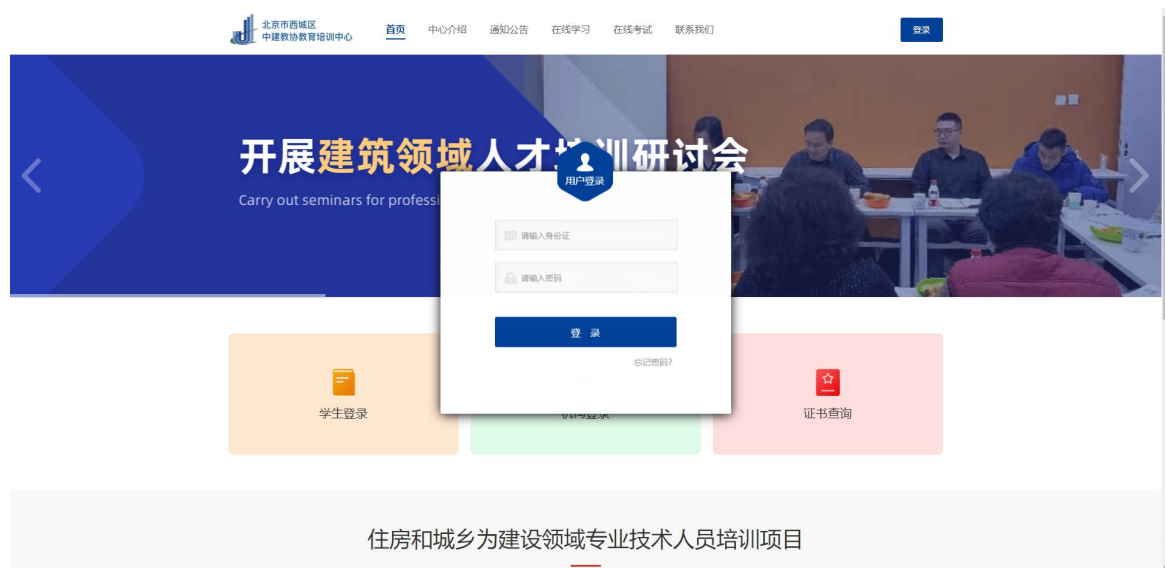 北京市西城区
中建教协教育培训中心
首页 中心介绍 通知公告 在线学习 在线考试 联系我们
登录
开展建筑领域人才培训研讨会
Carry out seminars for
用户登录
请输入身份证
请输入密码
登 录
忘记密码?
学生登录
机构登录
证书查询
住房和城乡为建设领域专业技术人员培训项目